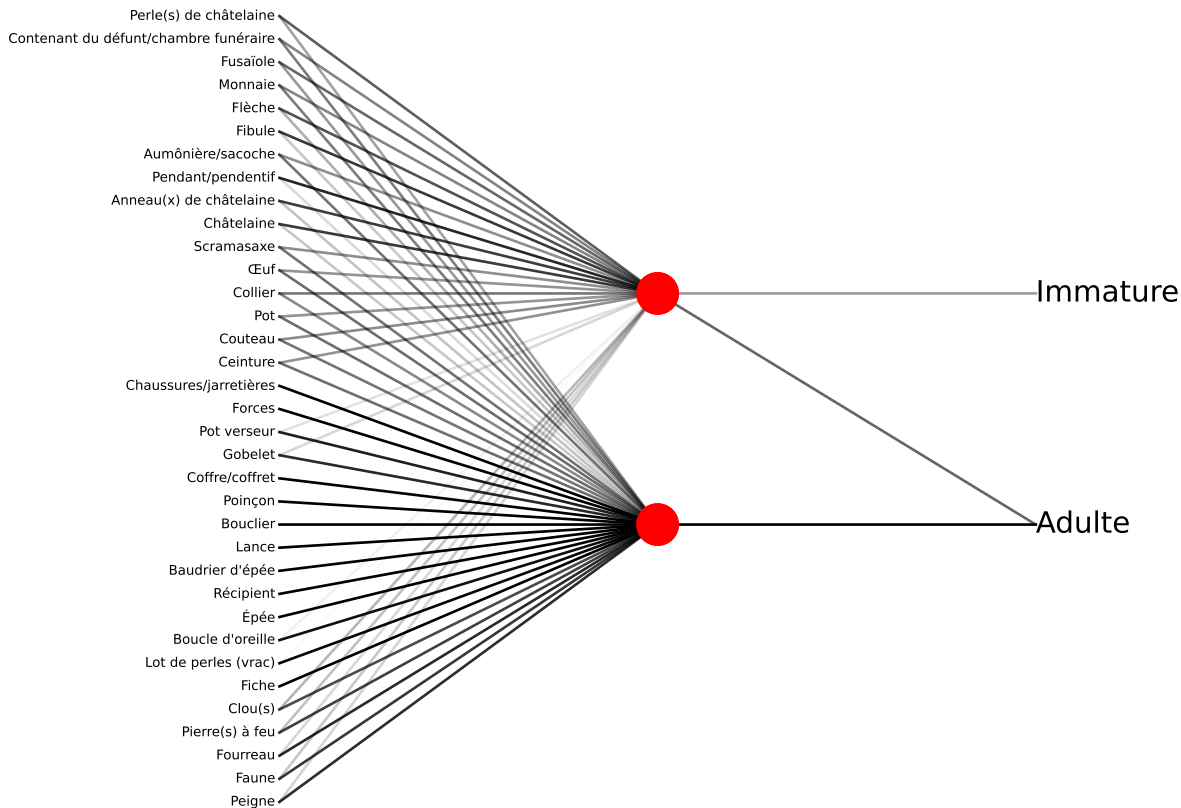 Perle(s) de châtelaine
Contenant du défunt/chambre funéraire
Fusaïole
Monnaie
Flèche
Fibule
Aumônière/sacoche
Pendant/pendentif
Anneau(x) de châtelaine
Châtelaine
Scramasaxe
Œuf
Collier
Pot
Couteau
Ceinture
Chaussures/jarretières
Forces
Pot verseur
Gobelet
Coffre/coffret
Poinçon
Bouclier
Lance
Baudrier d'épée
Récipient
Épée
Boucle d'oreille
Lot de perles (vrac)
Fiche
Clou(s)
Pierre(s) à feu
Fourreau
Faune
Peigne
Immature
Adulte